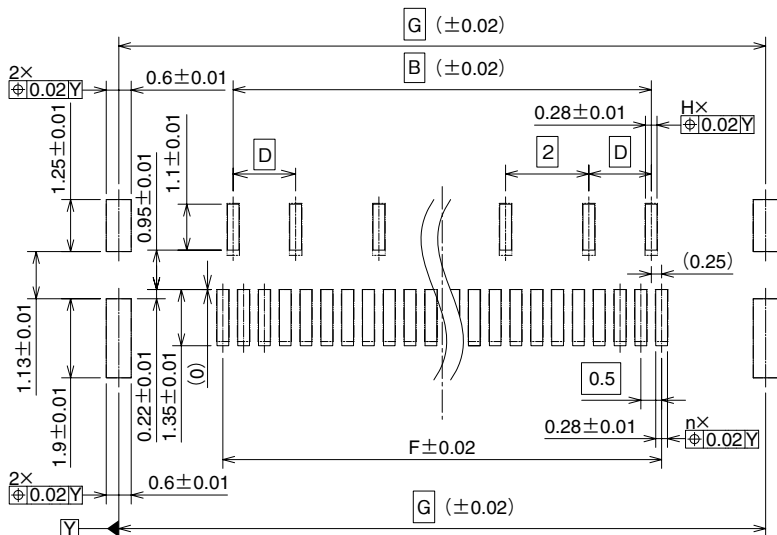 G (±0.02)
B (±0.02)
2×
⌖ 0.02 Y
0.6±0.01
0.28±0.01
H×
⌖ 0.02 Y
D
2
D
1.25±0.01
0.95±0.01
1.1±0.01
(0.25)
1.13±0.01
1.9±0.01
0.22±0.01
1.35±0.01
(0)
0.5
0.28±0.01
n×
⌖ 0.02 Y
F±0.02
2×
⌖ 0.02 Y
0.6±0.01
G (±0.02)
Y